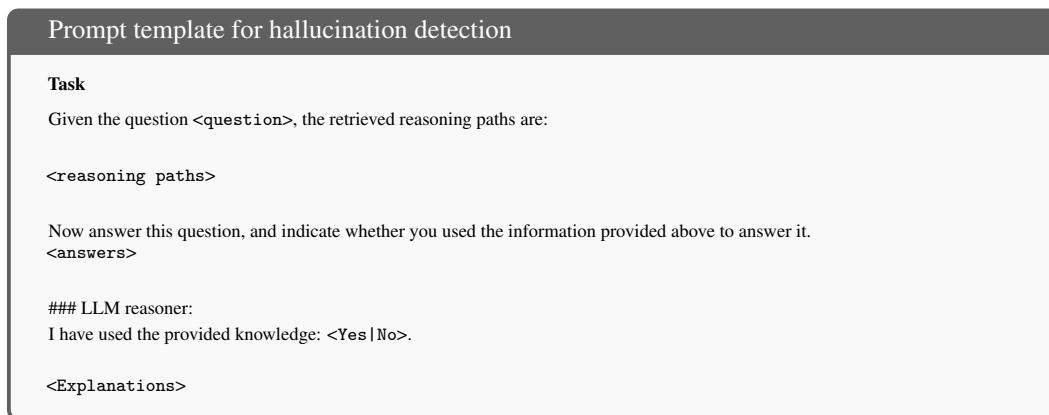 Prompt template for hallucination detection
Task
Given the question <question>, the retrieved reasoning paths are:
<reasoning paths>
Now answer this question, and indicate whether you used the information provided above to answer it.
<answers>
### LLM reasoner:
I have used the provided knowledge: <Yes|No>.
<Explanations>